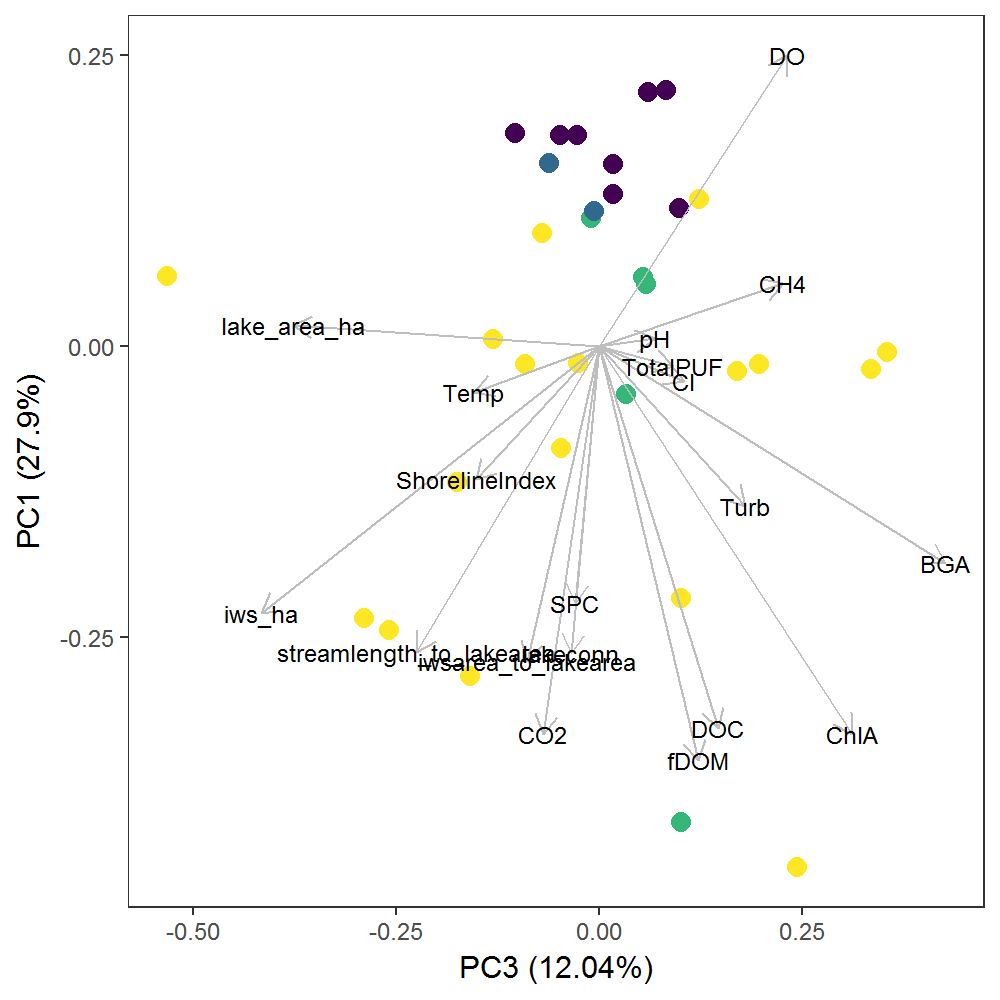 0.25
DO
CH4
lake_area_ha
pH
0.00
TotalPUF
Cl
Temp
PC1 (27.9%)
ShorelineIndex
Turb
BGA
SPC
iws_ha
-0.25
streamlength_to_lakearea
lakeconn
iwsarea_to_lakearea
DOC
CO2
ChlA
fDOM
-0.50
-0.25
0.00
0.25
PC3 (12.04%)